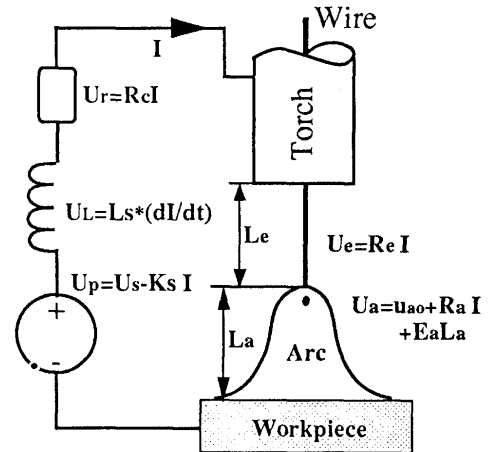 Wire
I
Ur=RcI
Torch
UL=Ls*(dI/dt)
Le
Ue=Re I
Up=Us-Ks I
+
-
Ua=uao+Ra I
+EaLa
La
Arc
Workpiece